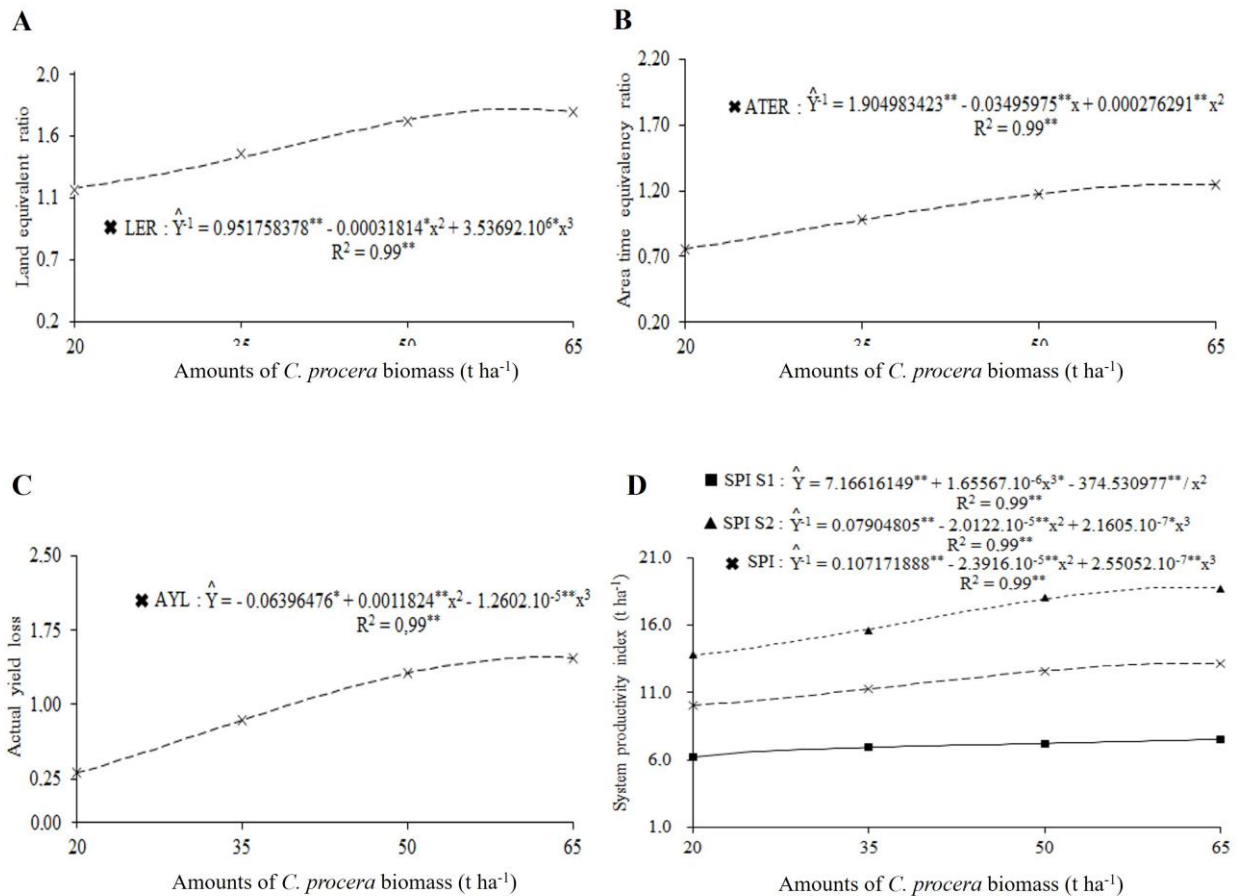 A
2.0
1.6
1.1
0.7
0.2
Land equivalent ratio
✖ LER : Ŷ⁻¹ = 0.951758378** - 0.00031814*x² + 3.53692.10⁶*x³
R² = 0.99**
20 35 50 65
Amounts of C. procera biomass (t ha⁻¹)
B
2.20
1.70
1.20
0.70
0.20
Area time equivalency ratio
✖ ATER : Ŷ⁻¹ = 1.904983423** - 0.03495975**x + 0.000276291**x²
R² = 0.99**
20 35 50 65
Amounts of C. procera biomass (t ha⁻¹)
C
2.50
1.75
1.00
0.25
0.00
Actual yield loss
✖ AYL : Ŷ = - 0.06396476* + 0.0011824**x² - 1.2602.10⁻⁵**x³
R² = 0,99**
20 35 50 65
Amounts of C. procera biomass (t ha⁻¹)
D
■ SPI S1 : Ŷ = 7.16616149** + 1.65567.10⁻⁶x³* - 374.530977**/x²
R² = 0.99**
▲ SPI S2 : Ŷ⁻¹ = 0.07904805** - 2.0122.10⁻⁵**x² + 2.1605.10⁻⁷*x³
R² = 0.99**
✖ SPI : Ŷ⁻¹ = 0.107171888** - 2.3916.10⁻⁵**x² + 2.55052.10⁻⁷**x³
R² = 0.99**
21.0
16.0
11.0
6.0
1.0
System productivity index (t ha⁻¹)
20 35 50 65
Amounts of C. procera biomass (t ha⁻¹)